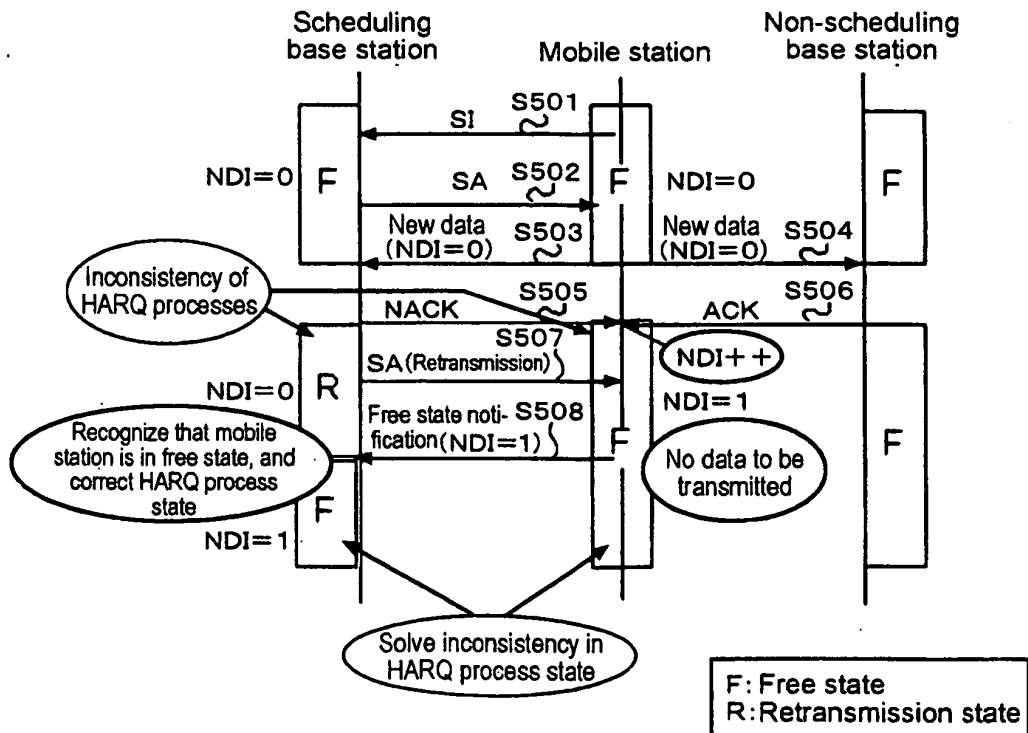 Scheduling
base station
Mobile station
Non-scheduling
base station
SI
S501
NDI=0
F
SA
S502
F
NDI=0
F
New data
(NDI=0)
S503
New data
(NDI=0)
S504
Inconsistency of
HARQ processes
NACK
S505
ACK
S506
S507
SA(Retransmission)
NDI++
NDI=0
R
NDI=1
Free state noti-
fication(NDI=1)
S508
F
F
Recognize that mobile
station is in free state, and
correct HARQ process
state
No data to be
transmitted
F
NDI=1
Solve inconsistency in
HARQ process state
F:Free state
R:Retransmission state